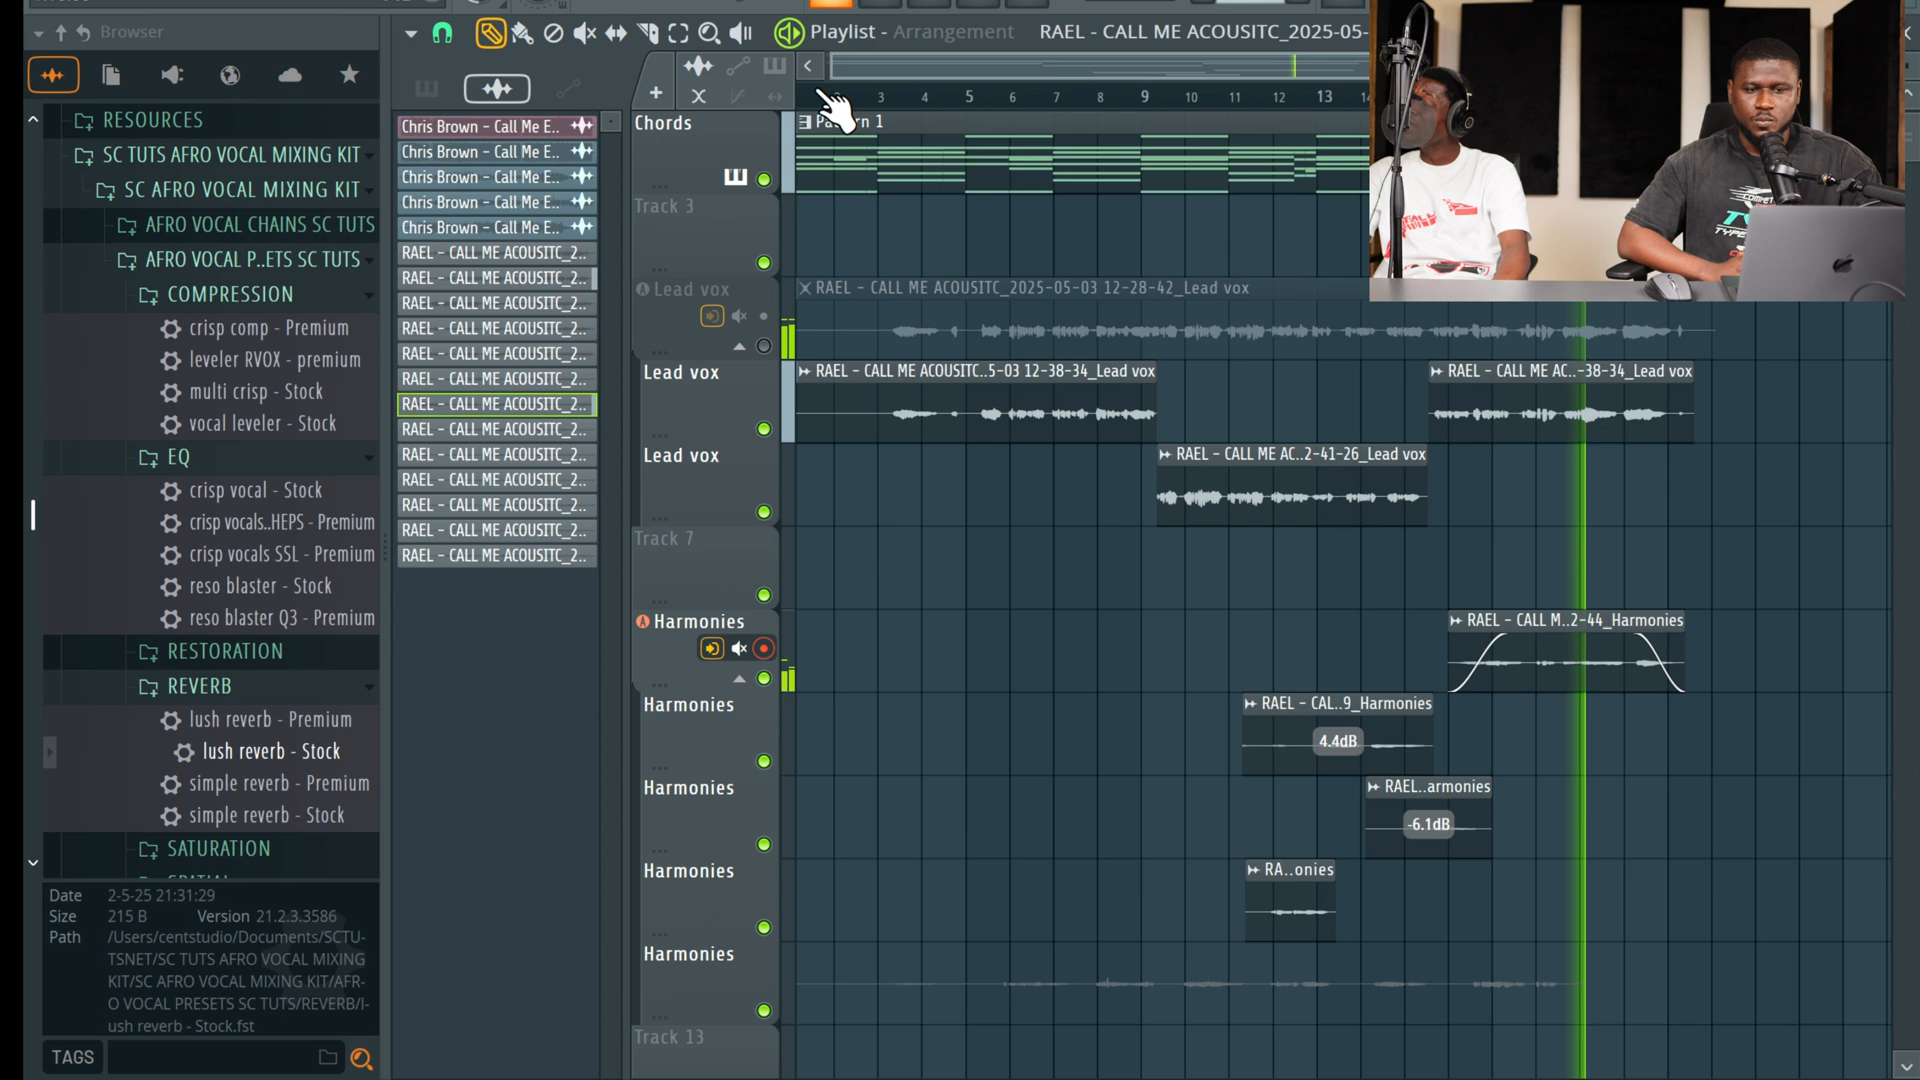 Browser
Playlist - Arrangement RAEL - CALL ME ACOUSITC_2025-05-
RESOURCES
SC TUTS AFRO VOCAL MIXING KIT
SC AFRO VOCAL MIXING KIT
AFRO VOCAL CHAINS SC TUTS
AFRO VOCAL P..ETS SC TUTS
COMPRESSION
crisp comp - Premium
leveler RVOX - premium
multi crisp - Stock
vocal leveler - Stock
EQ
crisp vocal - Stock
crisp vocals..HEPS - Premium
crisp vocals SSL - Premium
reso blaster - Stock
reso blaster Q3 - Premium
RESTORATION
REVERB
lush reverb - Premium
lush reverb - Stock
simple reverb - Premium
simple reverb - Stock
SATURATION
Date 2-5-25 21:31:29
Size 215 B Version 21.2.3.3586
Path /Users/centstudio/Documents/SCTU-
TSNET/SC TUTS AFRO VOCAL MIXING
KIT/SC AFRO VOCAL MIXING KIT/AFR-
O VOCAL PRESETS SC TUTS/REVERB/l-
ush reverb - Stock.fst
TAGS
Chris Brown - Call Me E..
Chris Brown - Call Me E..
Chris Brown - Call Me E..
Chris Brown - Call Me E..
Chris Brown - Call Me E..
RAEL - CALL ME ACOUSITC_2..
RAEL - CALL ME ACOUSITC_2..
RAEL - CALL ME ACOUSITC_2..
RAEL - CALL ME ACOUSITC_2..
RAEL - CALL ME ACOUSITC_2..
RAEL - CALL ME ACOUSITC_2..
RAEL - CALL ME ACOUSITC_2..
RAEL - CALL ME ACOUSITC_2..
RAEL - CALL ME ACOUSITC_2..
RAEL - CALL ME ACOUSITC_2..
RAEL - CALL ME ACOUSITC_2..
RAEL - CALL ME ACOUSITC_2..
RAEL - CALL ME ACOUSITC_2..
3 4 5 6 7 8 9 10 11 12 13
Chords
1
Track 3
Lead vox RAEL - CALL ME ACOUSITC_2025-05-03 12-28-42_Lead vox
Lead vox RAEL - CALL ME ACOUSITC..5-03 12-38-34_Lead vox RAEL - CALL ME AC..-38-34_Lead vox
Lead vox RAEL - CALL ME AC..2-41-26_Lead vox
Track 7
Harmonies RAEL - CALL M..2-44_Harmonies
Harmonies RAEL - CAL..9_Harmonies
4.4dB
Harmonies RAEL..armonies
-6.1dB
Harmonies RA..onies
Harmonies
Track 13